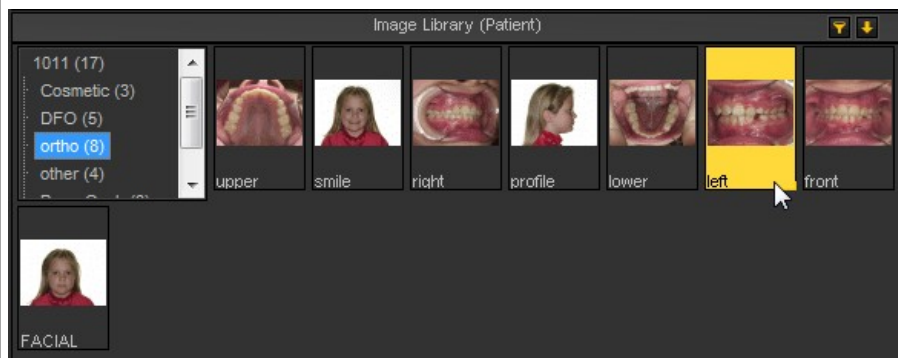 Image Library (Patient)
1011 (17)
Cosmetic (3)
DFO (5)
ortho (8)
other (4)
upper
smile
right
profile
lower
left
front
FACIAL